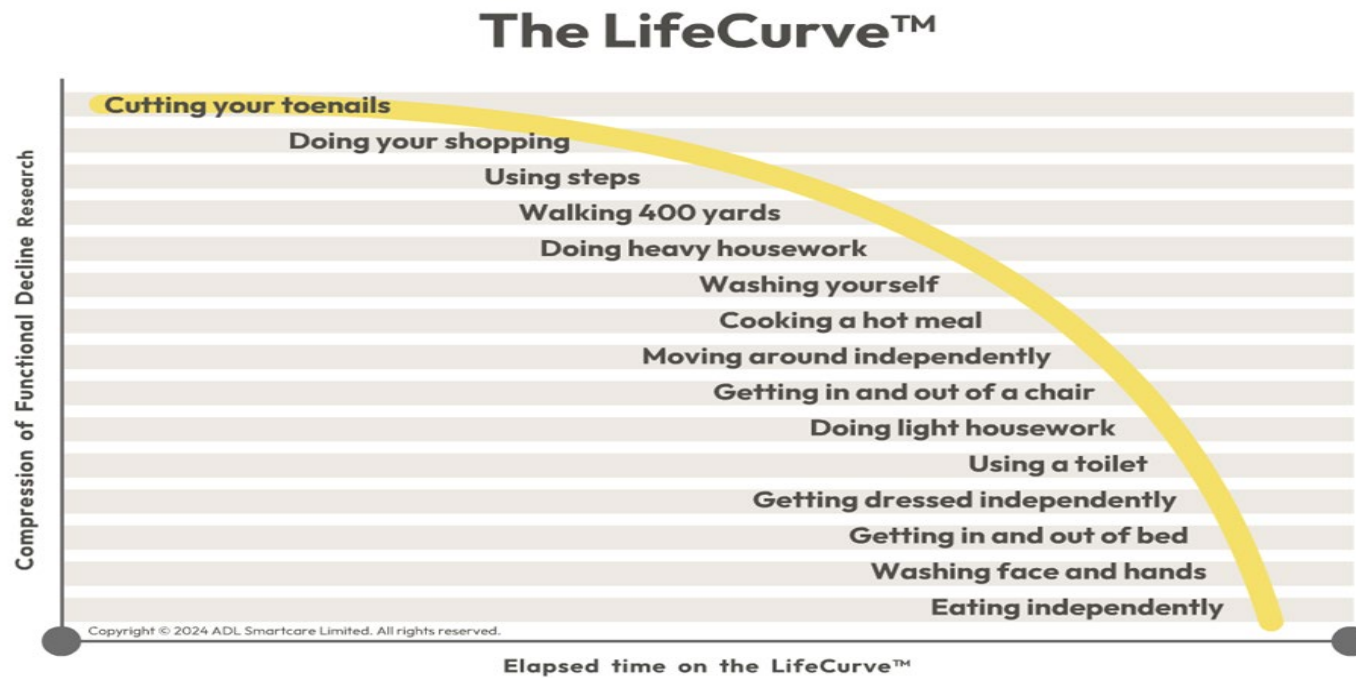 The LifeCurve™
Compression of Functional Decline Research
Cutting your toenails
Doing your shopping
Using steps
Walking 400 yards
Doing heavy housework
Washing yourself
Cooking a hot meal
Moving around independently
Getting in and out of a chair
Doing light housework
Using a toilet
Getting dressed independently
Getting in and out of bed
Washing face and hands
Eating independently
Copyright © 2024 ADL Smartcare Limited. All rights reserved.
Elapsed time on the LifeCurve™